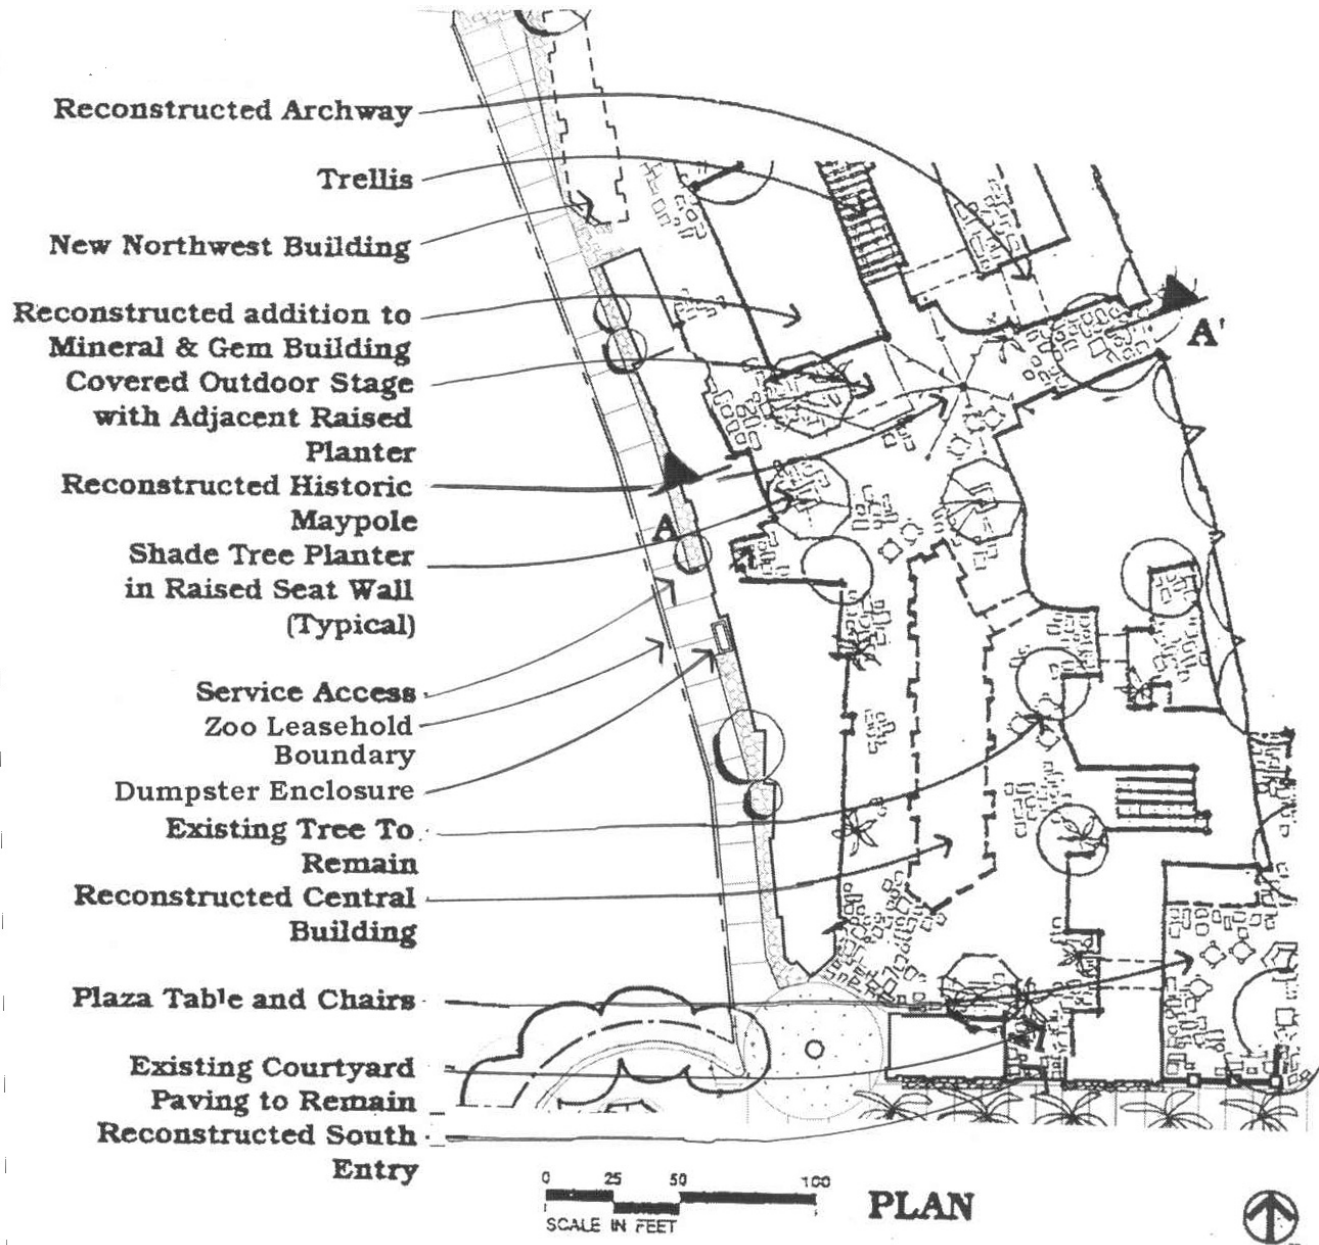 Reconstructed Archway
Trellis
New Northwest Building
Reconstructed addition to
Mineral & Gem Building
Covered Outdoor Stage
with Adjacent Raised
Planter
Reconstructed Historic
Maypole
Shade Tree Planter
in Raised Seat Wall
(Typical)
Service Access
Zoo Leasehold
Boundary
Dumpster Enclosure
Existing Tree To
Remain
Reconstructed Central
Building
Plaza Table and Chairs
Existing Courtyard
Paving to Remain
Reconstructed South
Entry
A'
A
0 25 50 100
SCALE IN FEET
PLAN